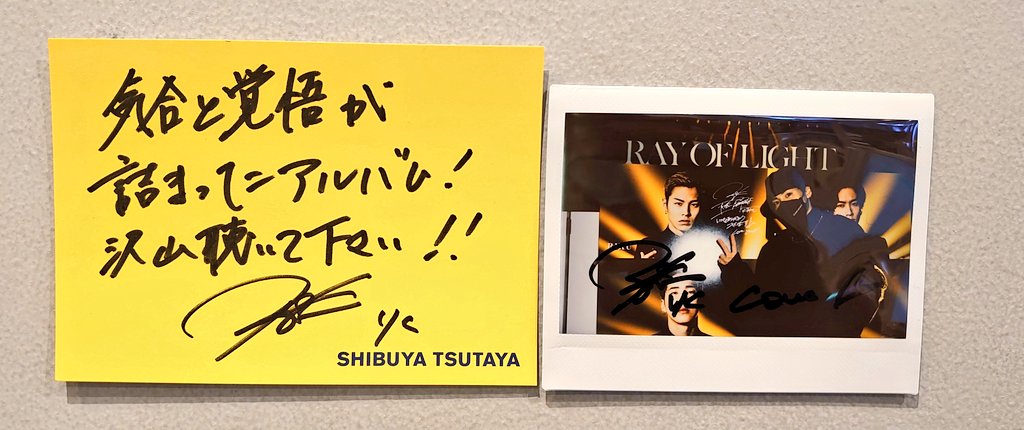 気合と覚悟が
詰まったアルバム!
沢山聴いて下さい!!
SHIBUYA TSUTAYA
RAY OF LIGHT